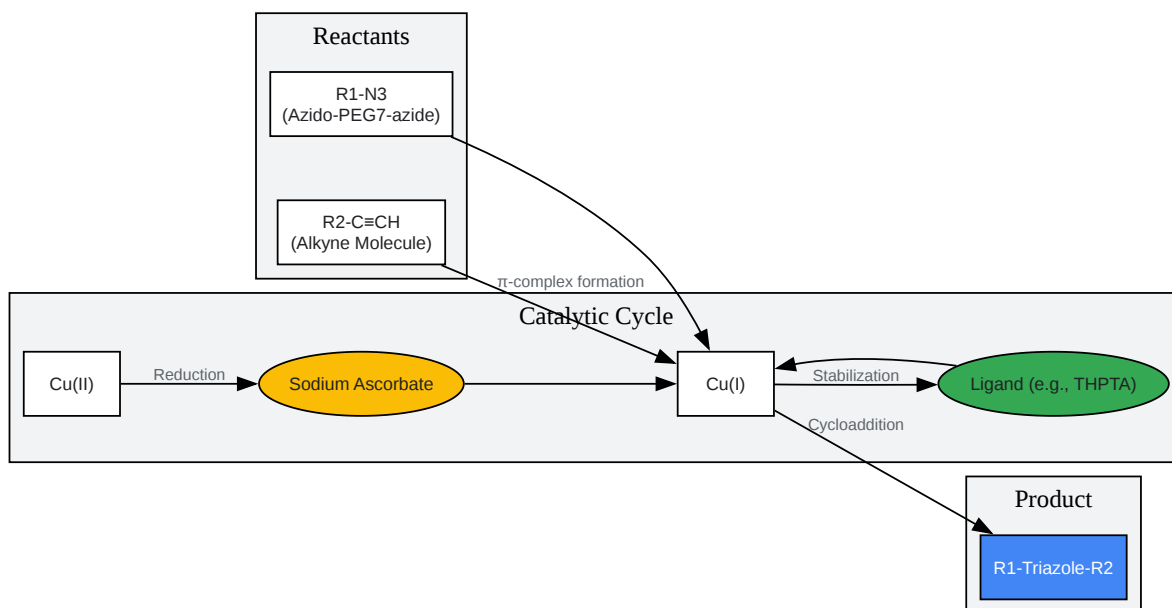 Reactants
R1-N3
(Azido-PEG7-azide)
R2-C≡CH
(Alkyne Molecule)
π-complex formation
Catalytic Cycle
Cu(II)
Reduction
Sodium Ascorbate
Cu(I)
Stabilization
Ligand (e.g., THPTA)
Cycloaddition
Product
R1-Triazole-R2